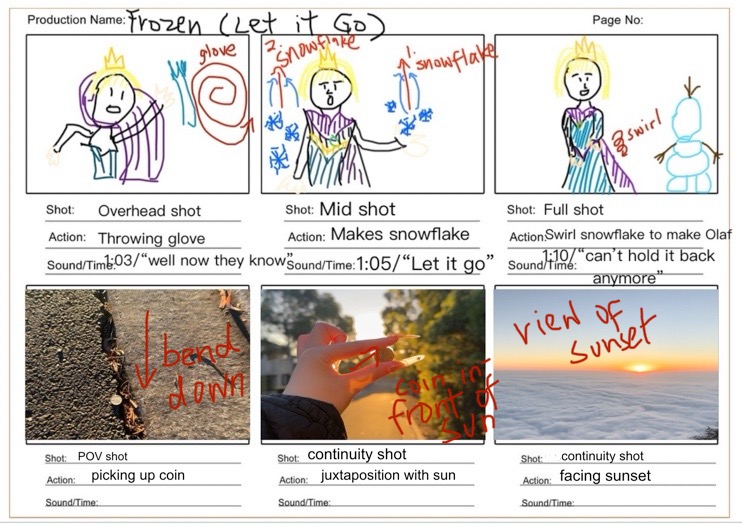 Production Name: Frozen (Let it Go) Page No:
glove
2 snowflake
1 snowflake
swirl
Shot: Overhead shot
Action: Throwing glove
Sound/Time: 1:03/“well now they know”
Shot: Mid shot
Action: Makes snowflake
Sound/Time: 1:05/“Let it go”
Shot: Full shot
Action: Swirl snowflake to make Olaf
Sound/Time: 1:10/“can’t hold it back
anymore”
bend
down
coin in
front of
sun
view of
sunset
Shot: POV shot
Action: picking up coin
Sound/Time:
Shot: continuity shot
Action: juxtaposition with sun
Sound/Time:
Shot: continuity shot
Action: facing sunset
Sound/Time: